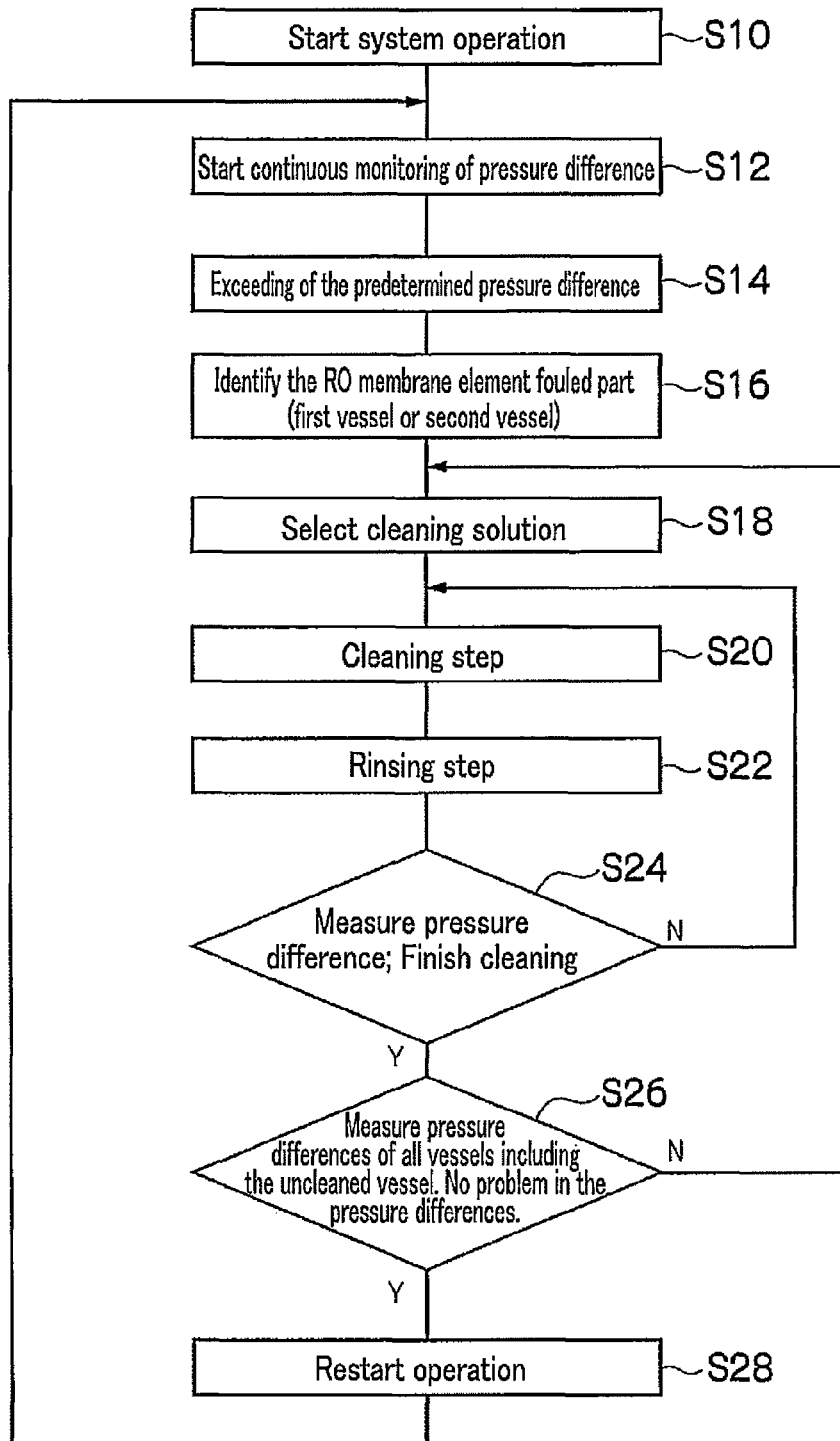 Start system operation
S10
Start continuous monitoring of pressure difference
S12
Exceeding of the predetermined pressure difference
S14
Identify the RO membrane element fouled part
(first vessel or second vessel)
S16
Select cleaning solution
S18
Cleaning step
S20
Rinsing step
S22
S24
Measure pressure
difference; Finish cleaning
N
Y
S26
Measure pressure
differences of all vessels including
the uncleaned vessel. No problem in the
pressure differences.
N
Y
Restart operation
S28